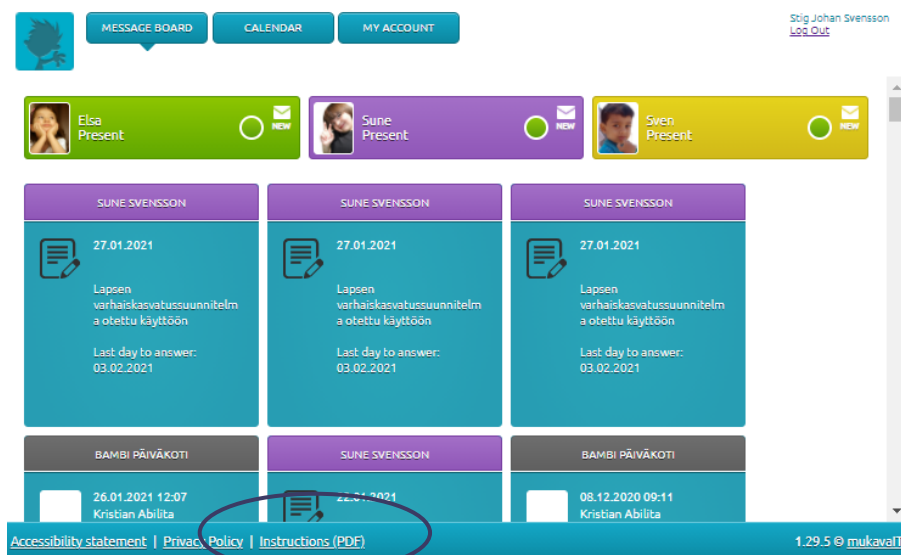 MESSAGE BOARD
CALENDAR
MY ACCOUNT
Stig Johan Svensson
Log Out
Elsa
Present
NEW
Sune
Present
NEW
Sven
Present
NEW
SUNE SVENSSON
27.01.2021
Lapsen
varhaiskasvatussuunnitelm
a otettu käyttöön
Last day to answer:
03.02.2021
SUNE SVENSSON
27.01.2021
Lapsen
varhaiskasvatussuunnitelm
a otettu käyttöön
Last day to answer:
03.02.2021
SUNE SVENSSON
27.01.2021
Lapsen
varhaiskasvatussuunnitelm
a otettu käyttöön
Last day to answer:
03.02.2021
BAMBI PÄIVÄKOTI
26.01.2021 12:07
Kristian Abilita
SUNE SVENSSON
22.01.2021
BAMBI PÄIVÄKOTI
08.12.2020 09:11
Kristian Abilita
Accessibility statement | Privacy Policy | Instructions (PDF)
1.29.5 © mukavaIT